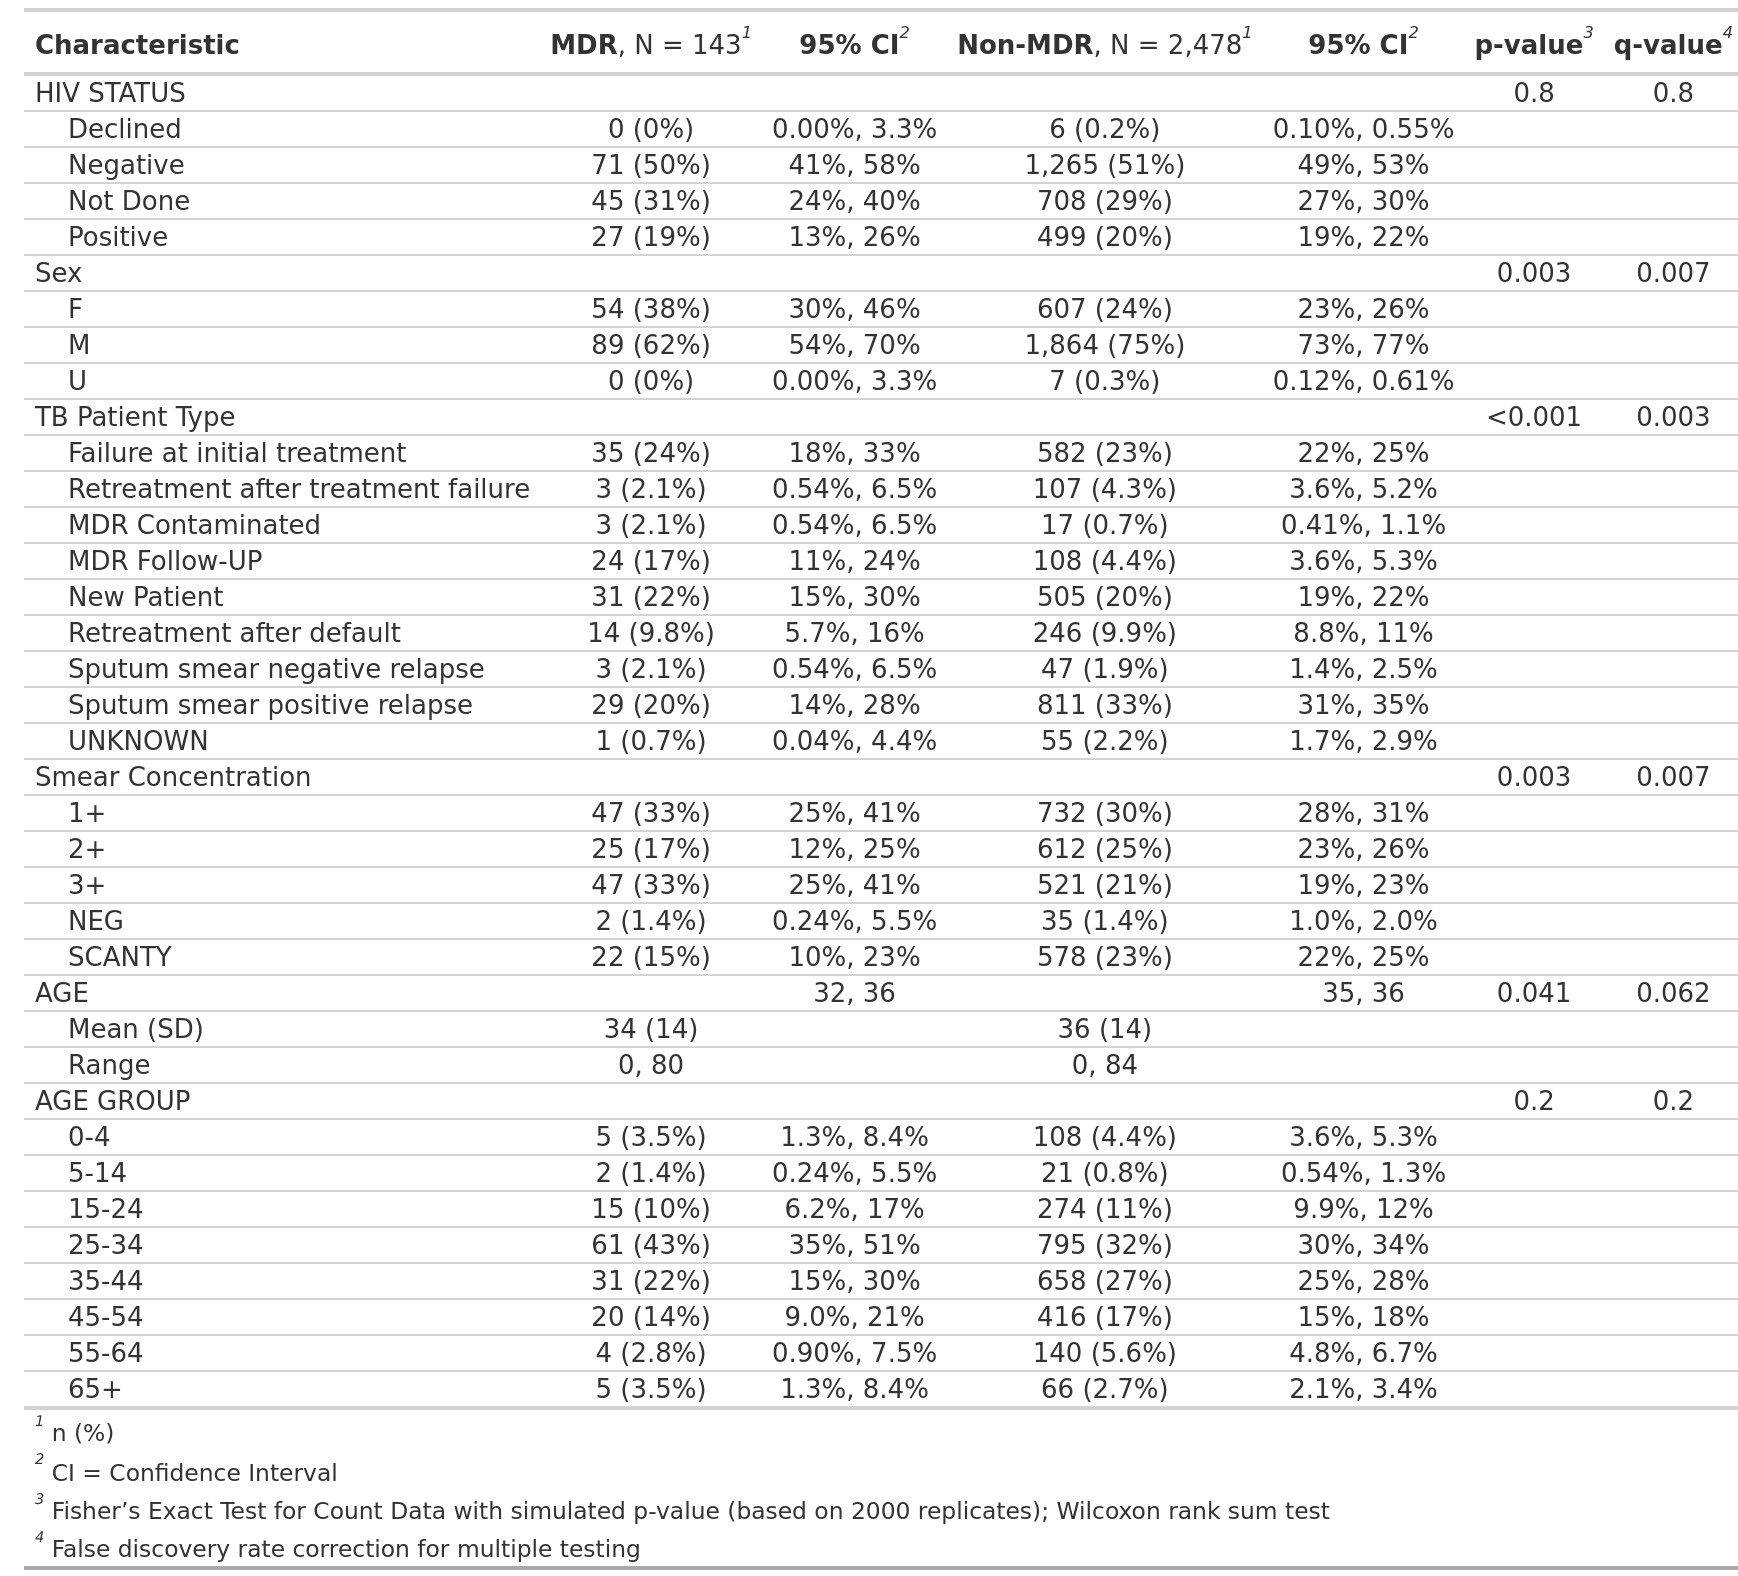 Characteristic MDR, N = 143¹ 95% CI² Non-MDR, N = 2,478¹ 95% CI² p-value³ q-value⁴
HIV STATUS 0.8 0.8
Declined 0 (0%) 0.00%, 3.3% 6 (0.2%) 0.10%, 0.55%
Negative 71 (50%) 41%, 58% 1,265 (51%) 49%, 53%
Not Done 45 (31%) 24%, 40% 708 (29%) 27%, 30%
Positive 27 (19%) 13%, 26% 499 (20%) 19%, 22%
Sex 0.003 0.007
F 54 (38%) 30%, 46% 607 (24%) 23%, 26%
M 89 (62%) 54%, 70% 1,864 (75%) 73%, 77%
U 0 (0%) 0.00%, 3.3% 7 (0.3%) 0.12%, 0.61%
TB Patient Type <0.001 0.003
Failure at initial treatment 35 (24%) 18%, 33% 582 (23%) 22%, 25%
Retreatment after treatment failure 3 (2.1%) 0.54%, 6.5% 107 (4.3%) 3.6%, 5.2%
MDR Contaminated 3 (2.1%) 0.54%, 6.5% 17 (0.7%) 0.41%, 1.1%
MDR Follow-UP 24 (17%) 11%, 24% 108 (4.4%) 3.6%, 5.3%
New Patient 31 (22%) 15%, 30% 505 (20%) 19%, 22%
Retreatment after default 14 (9.8%) 5.7%, 16% 246 (9.9%) 8.8%, 11%
Sputum smear negative relapse 3 (2.1%) 0.54%, 6.5% 47 (1.9%) 1.4%, 2.5%
Sputum smear positive relapse 29 (20%) 14%, 28% 811 (33%) 31%, 35%
UNKNOWN 1 (0.7%) 0.04%, 4.4% 55 (2.2%) 1.7%, 2.9%
Smear Concentration 0.003 0.007
1+ 47 (33%) 25%, 41% 732 (30%) 28%, 31%
2+ 25 (17%) 12%, 25% 612 (25%) 23%, 26%
3+ 47 (33%) 25%, 41% 521 (21%) 19%, 23%
NEG 2 (1.4%) 0.24%, 5.5% 35 (1.4%) 1.0%, 2.0%
SCANTY 22 (15%) 10%, 23% 578 (23%) 22%, 25%
AGE 32, 36 35, 36 0.041 0.062
Mean (SD) 34 (14) 36 (14)
Range 0, 80 0, 84
AGE GROUP 0.2 0.2
0-4 5 (3.5%) 1.3%, 8.4% 108 (4.4%) 3.6%, 5.3%
5-14 2 (1.4%) 0.24%, 5.5% 21 (0.8%) 0.54%, 1.3%
15-24 15 (10%) 6.2%, 17% 274 (11%) 9.9%, 12%
25-34 61 (43%) 35%, 51% 795 (32%) 30%, 34%
35-44 31 (22%) 15%, 30% 658 (27%) 25%, 28%
45-54 20 (14%) 9.0%, 21% 416 (17%) 15%, 18%
55-64 4 (2.8%) 0.90%, 7.5% 140 (5.6%) 4.8%, 6.7%
65+ 5 (3.5%) 1.3%, 8.4% 66 (2.7%) 2.1%, 3.4%
¹ n (%)
² CI = Confidence Interval
³ Fisher’s Exact Test for Count Data with simulated p-value (based on 2000 replicates); Wilcoxon rank sum test
⁴ False discovery rate correction for multiple testing